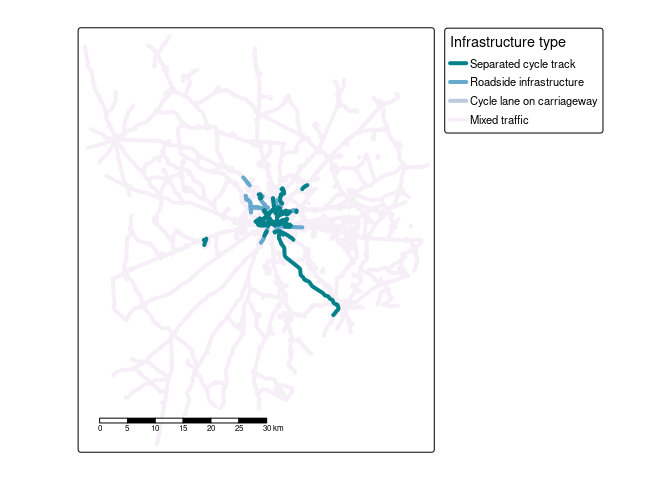 Infrastructure type
Separated cycle track
Roadside infrastructure
Cycle lane on carriageway
Mixed traffic
0 5 10 15 20 25 30 km